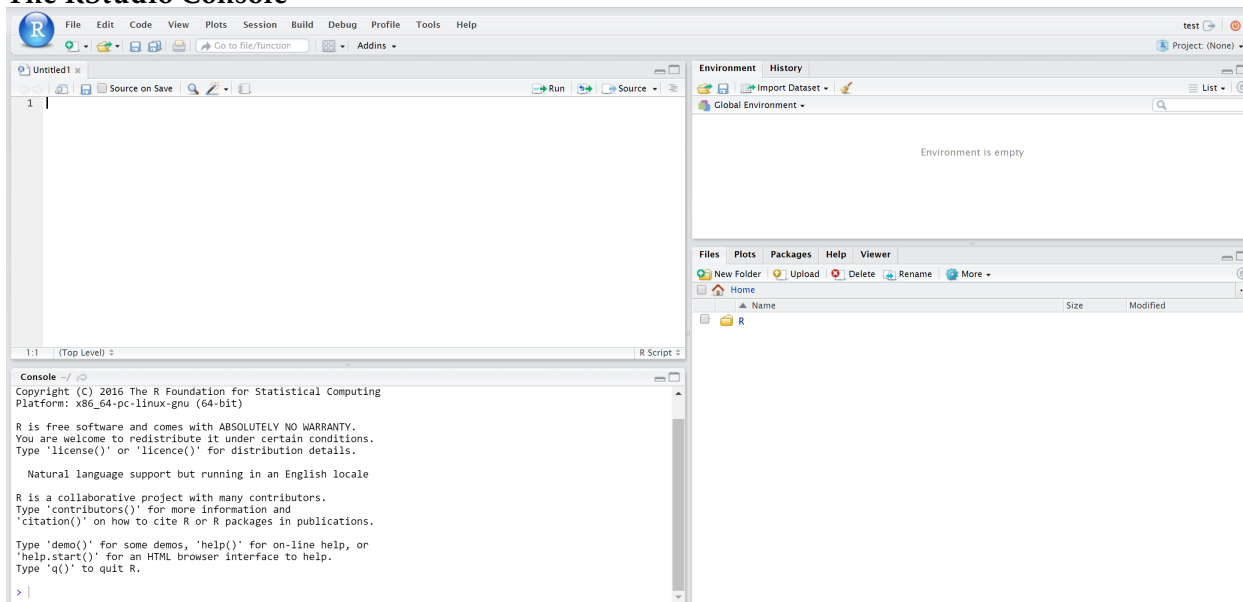 The RStudio Console
R File Edit Code View Plots Session Build Debug Profile Tools Help test
Go to file/function Addins Project: (None)
Untitled1
Source on Save Run Source
1
1:1 (Top Level) R Script
Console ~/
Copyright (C) 2016 The R Foundation for Statistical Computing
Platform: x86_64-pc-linux-gnu (64-bit)
R is free software and comes with ABSOLUTELY NO WARRANTY.
You are welcome to redistribute it under certain conditions.
Type 'license()' or 'licence()' for distribution details.
Natural language support but running in an English locale
R is a collaborative project with many contributors.
Type 'contributors()' for more information and
'citation()' on how to cite R or R packages in publications.
Type 'demo()' for some demos, 'help()' for on-line help, or
'help.start()' for an HTML browser interface to help.
Type 'q()' to quit R.
>
Environment History
Import Dataset List
Global Environment
Environment is empty
Files Plots Packages Help Viewer
New Folder Upload Delete Rename More
Home
Name Size Modified
R